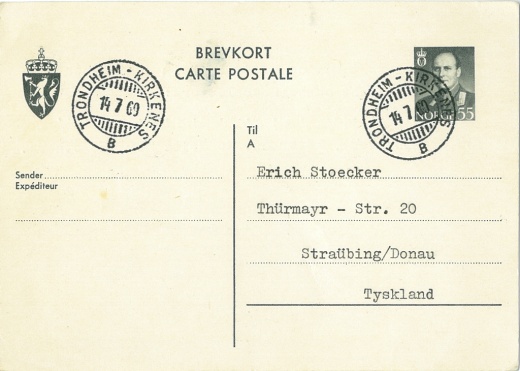 BREVKORT
CARTE POSTALE
TRONDHEIM - KIRKENES
14 7 60
B
NORGE 55
TRONDHEIM - KIRKENES
14 7 60
B
Til
A
Sender
Expéditeur
Erich Stoecker
Thürmayr - Str. 20
Straübing/Donau
Tyskland